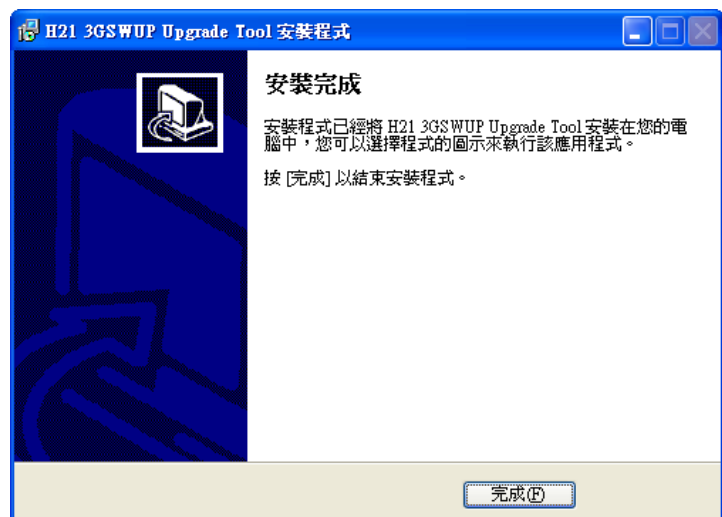 H21 3GSWUP Upgrade Tool 安裝程式
安裝完成
安裝程式已經將 H21 3GSWUP Upgrade Tool 安裝在您的電
腦中，您可以選擇程式的圖示來執行該應用程式。
按 [完成] 以結束安裝程式。
完成(F)